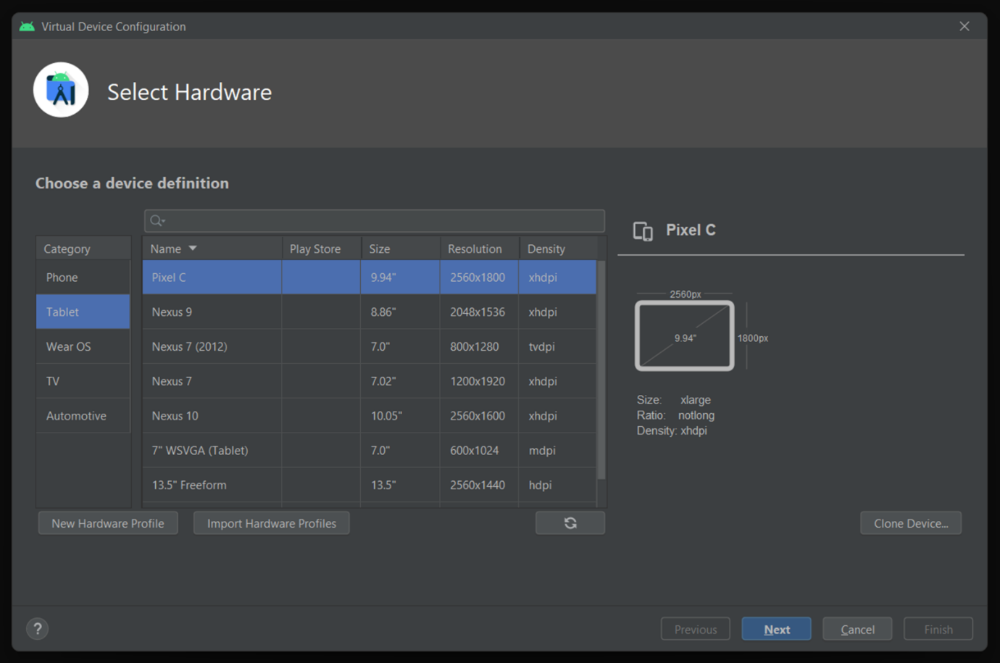 Virtual Device Configuration
Select Hardware
Choose a device definition
Category
Phone
Tablet
Wear OS
TV
Automotive
Name Play Store Size Resolution Density
Pixel C 9.94" 2560x1800 xhdpi
Nexus 9 8.86" 2048x1536 xhdpi
Nexus 7 (2012) 7.0" 800x1280 tvdpi
Nexus 7 7.02" 1200x1920 xhdpi
Nexus 10 10.05" 2560x1600 xhdpi
7" WSVGA (Tablet) 7.0" 600x1024 mdpi
13.5" Freeform 13.5" 2560x1440 hdpi
New Hardware Profile
Import Hardware Profiles
Pixel C
2560px
9.94"
1800px
Size: xlarge
Ratio: notlong
Density: xhdpi
Clone Device...
?
Previous
Next
Cancel
Finish